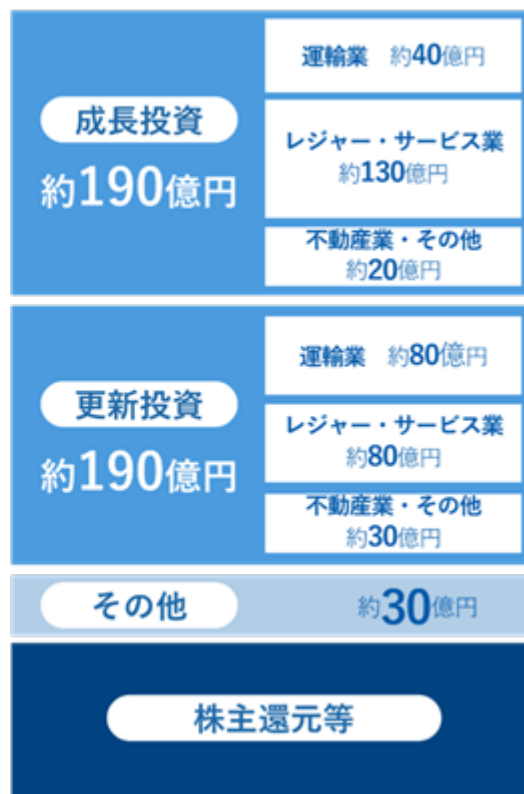 成長投資
約190億円
運輸業 約40億円
レジャー・サービス業
約130億円
不動産業・その他
約20億円
更新投資
約190億円
運輸業 約80億円
レジャー・サービス業
約80億円
不動産業・その他
約30億円
その他 約30億円
株主還元等